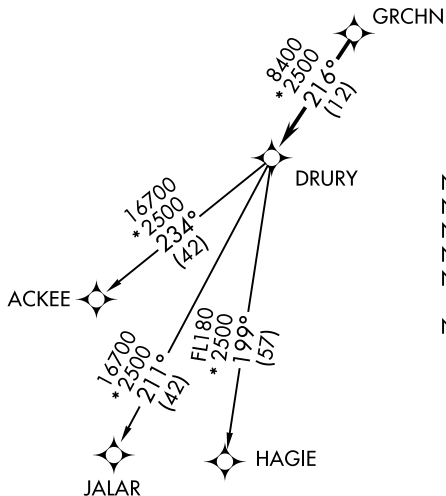 GRCHN
8400
*2500
216°
(12)
DRURY
16700
*2500
234°
(42)
ACKEE
16700
*2500
211°
(42)
FL180
*2500
199°
(57)
HAGIE
JALAR